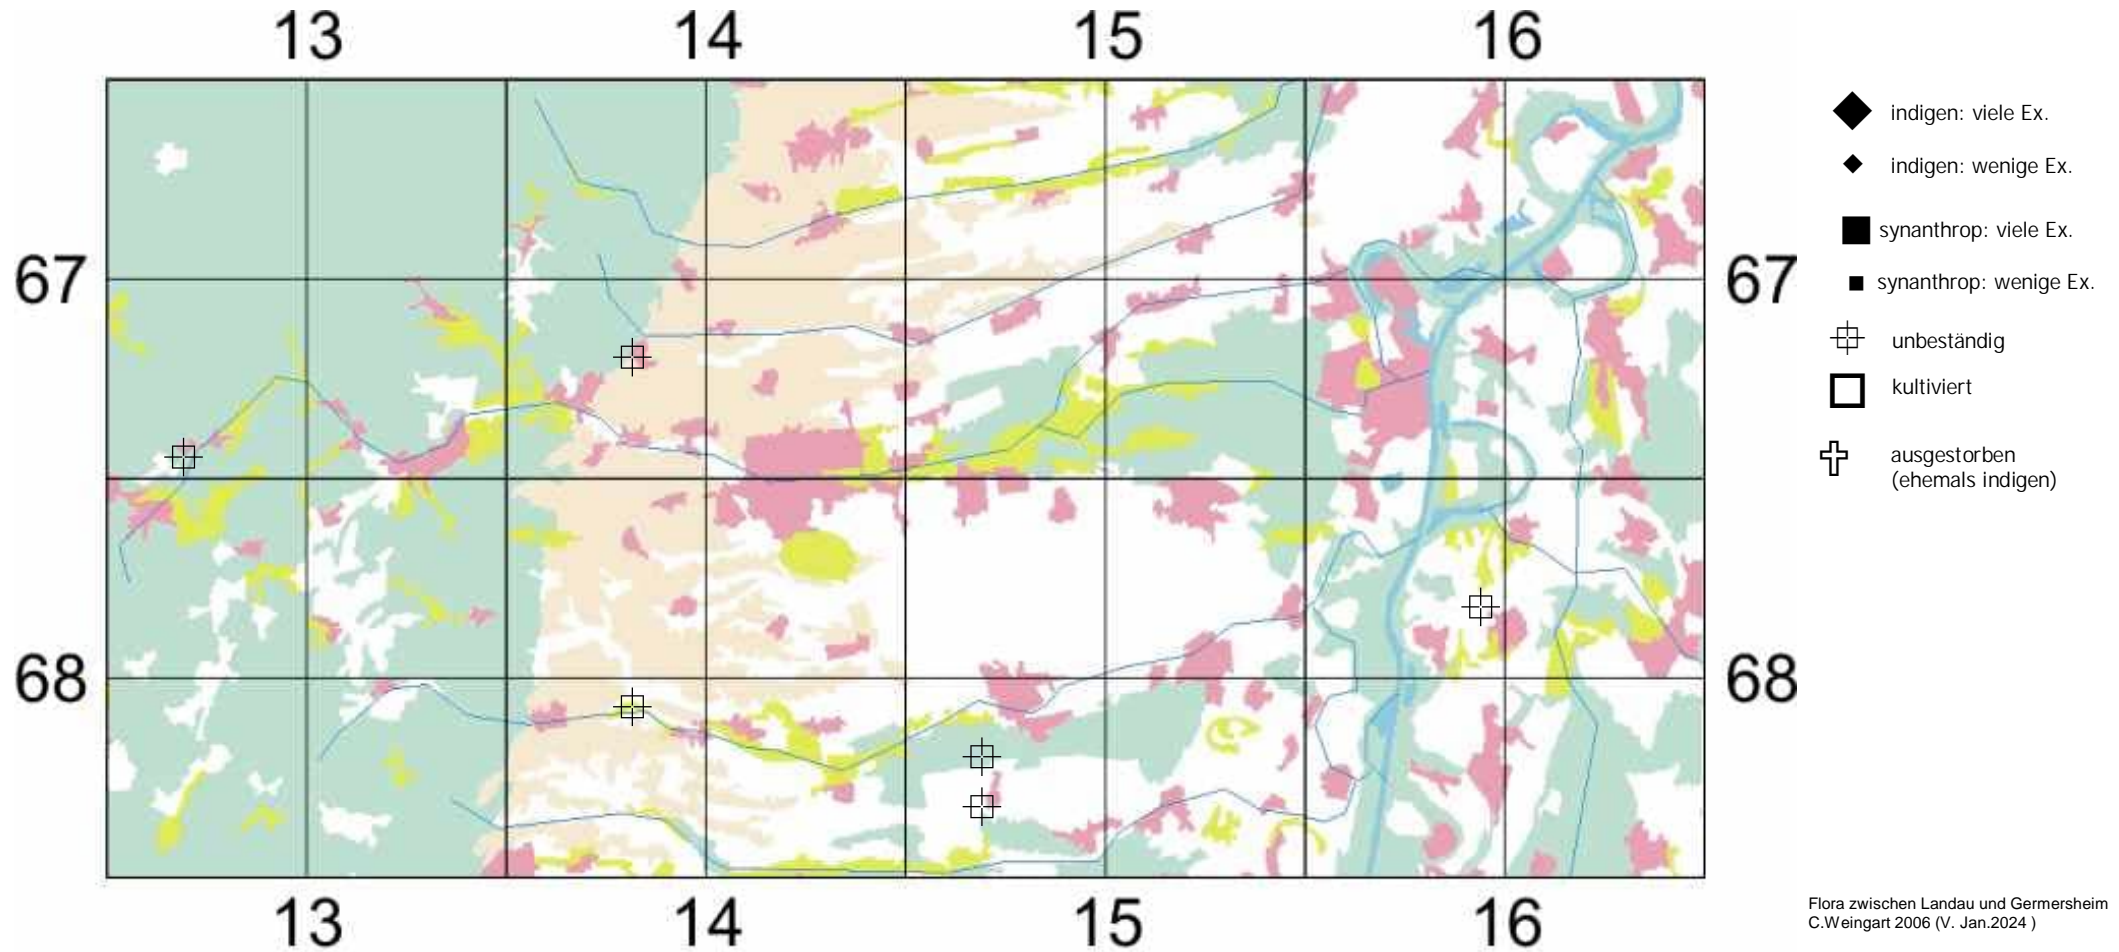 13 14 15 16
67 67
68 68
13 14 15 16
indigen: viele Ex.
indigen: wenige Ex.
synanthrop: viele Ex.
synanthrop: wenige Ex.
unbeständig
kultiviert
ausgestorben
(ehemals indigen)
Flora zwischen Landau und Germersheim
C.Weingart 2006 (V. Jan.2024 )